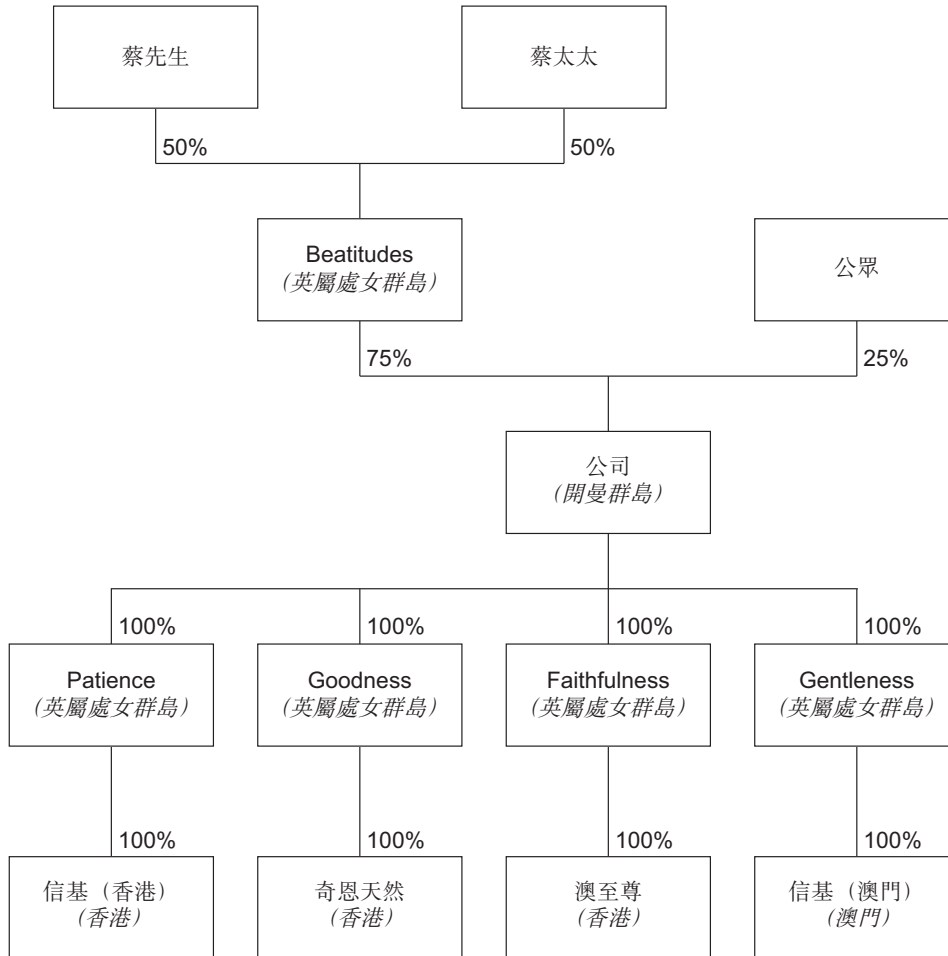 蔡先生
蔡太太
50%
50%
Beatitudes
(英屬處女群島)
公眾
75%
25%
公司
(開曼群島)
100%
100%
100%
100%
Patience
(英屬處女群島)
Goodness
(英屬處女群島)
Faithfulness
(英屬處女群島)
Gentleness
(英屬處女群島)
100%
100%
100%
100%
信基（香港）
(香港)
奇恩天然
(香港)
澳至尊
(香港)
信基（澳門）
(澳門)